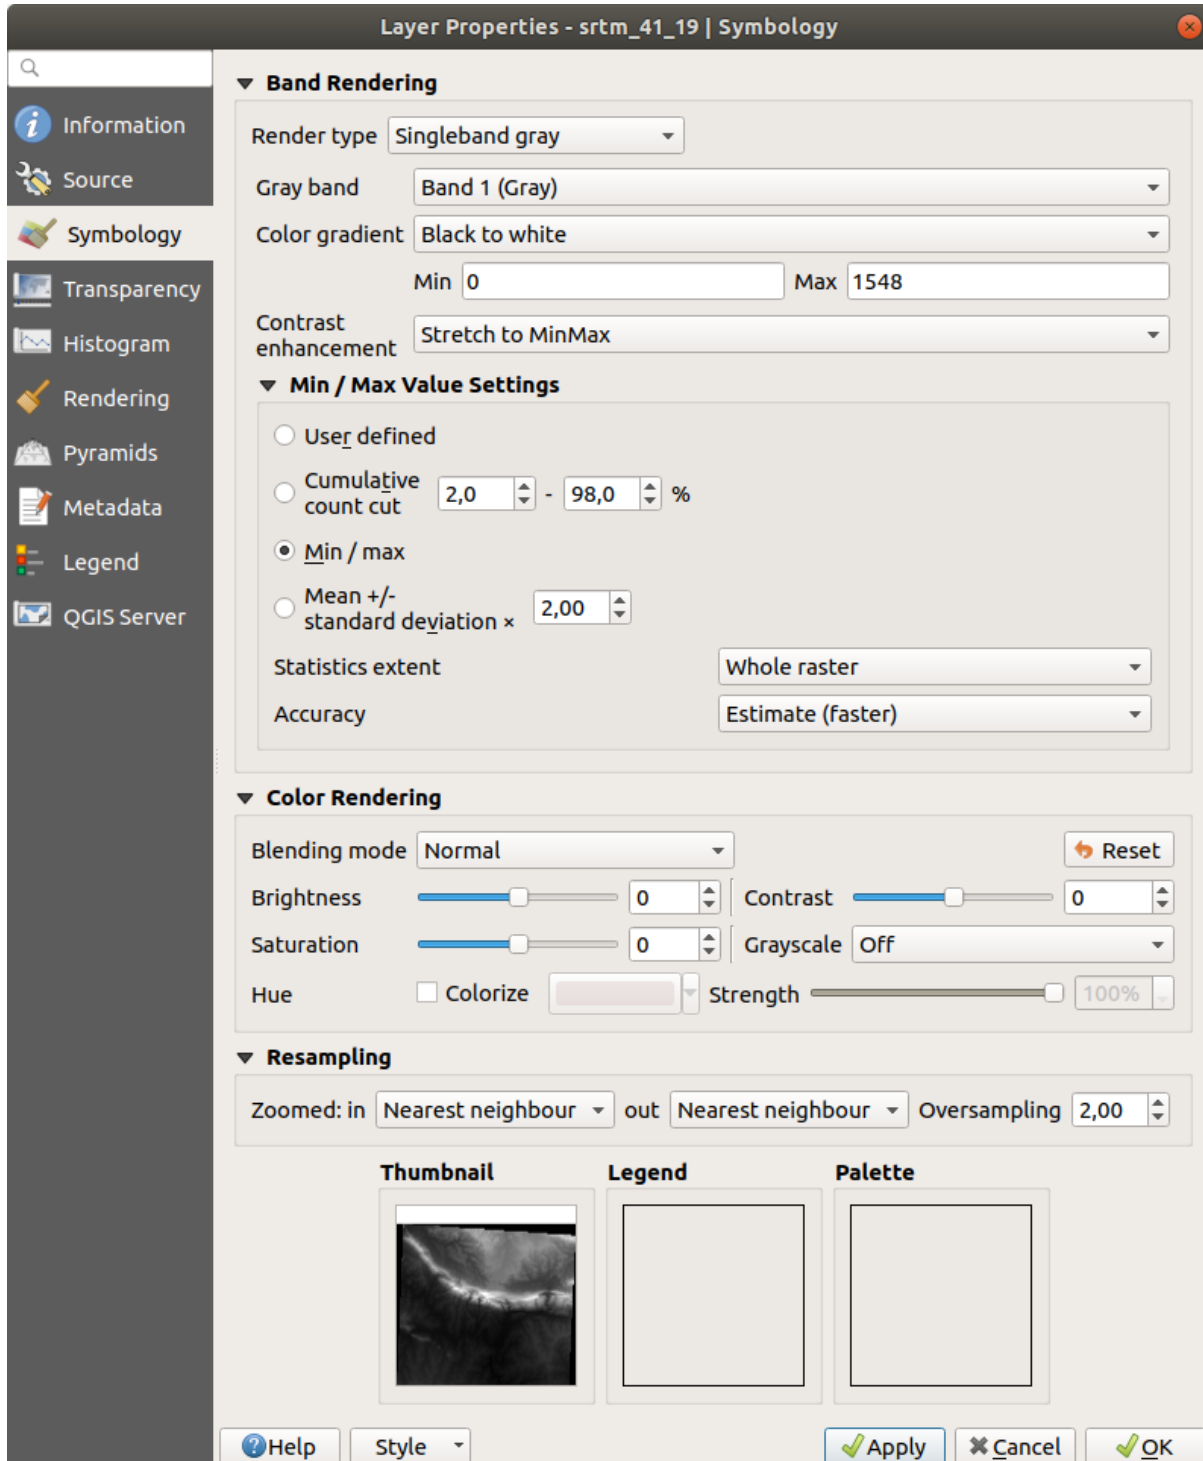 Layer Properties - srtm_41_19 | Symbology
Information
Source
Symbology
Transparency
Histogram
Rendering
Pyramids
Metadata
Legend
QGIS Server
Band Rendering
Render type Singleband gray
Gray band Band 1 (Gray)
Color gradient Black to white
Min 0 Max 1548
Contrast
enhancement Stretch to MinMax
Min / Max Value Settings
User defined
Cumulative
count cut 2,0 - 98,0 %
Min / max
Mean +/-
standard deviation × 2,00
Statistics extent Whole raster
Accuracy Estimate (faster)
Color Rendering
Blending mode Normal Reset
Brightness 0 Contrast 0
Saturation 0 Grayscale Off
Hue Colorize Strength 100%
Resampling
Zoomed: in Nearest neighbour out Nearest neighbour Oversampling 2,00
Thumbnail Legend Palette
Help Style Apply Cancel OK